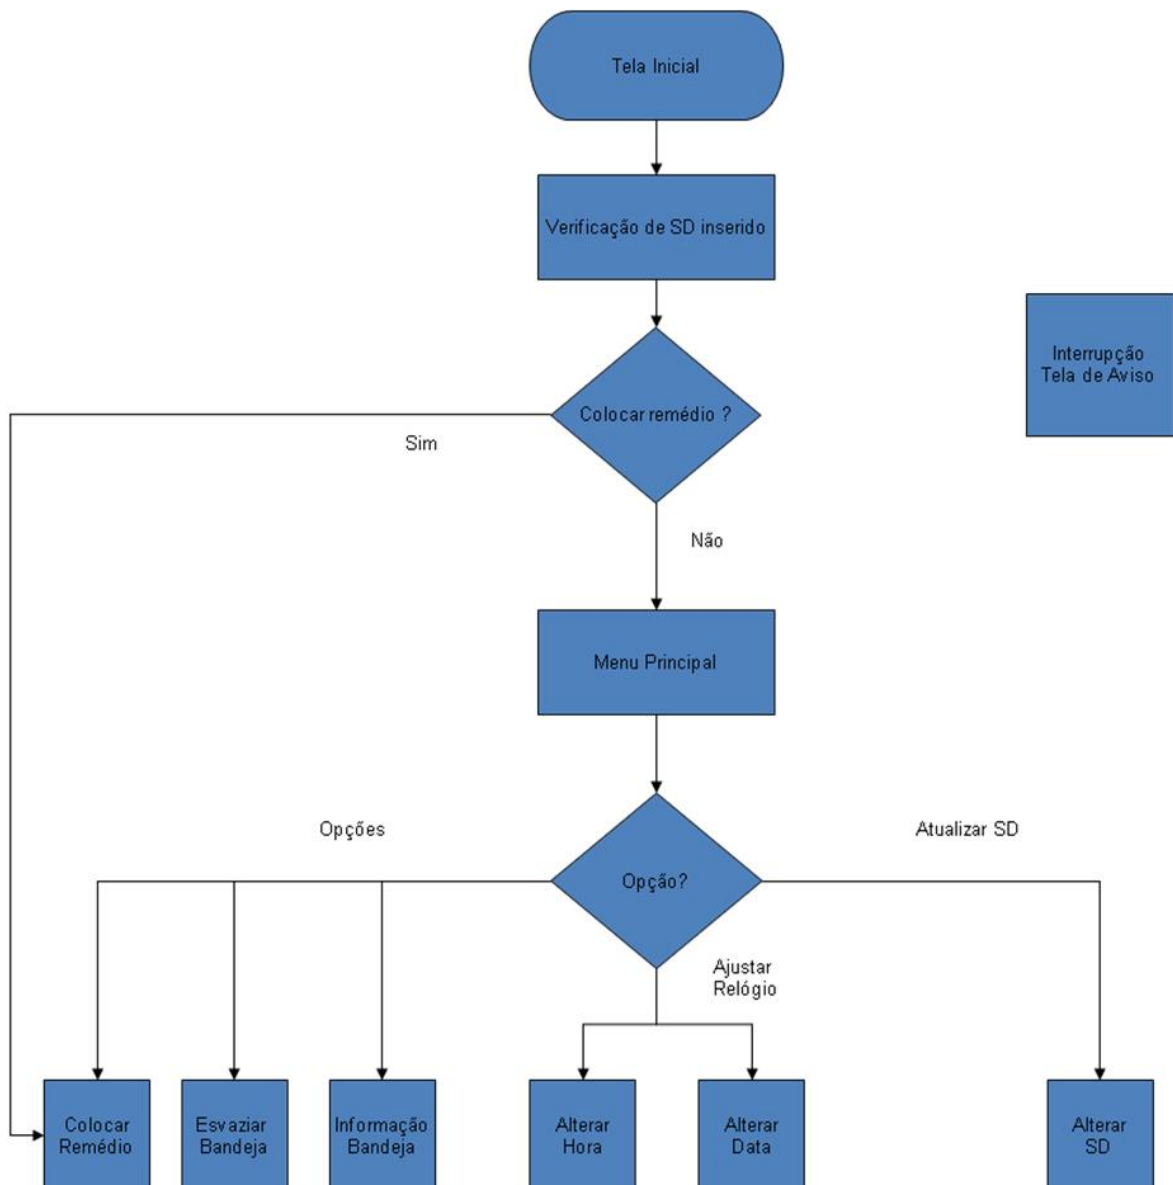 Tela Inicial
Verificação de SD inserido
Interrupção
Tela de Aviso
Colocar remédio ?
Sim
Não
Menu Principal
Opções
Atualizar SD
Opção?
Ajustar
Relógio
Colocar
Remédio
Esvaziar
Bandeja
Informação
Bandeja
Alterar
Hora
Alterar
Data
Alterar
SD